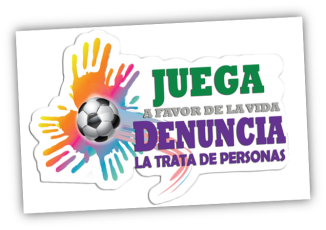 JUEGA
A FAVOR DE LA VIDA
DENUNCIA
LA TRATA DE PERSONAS